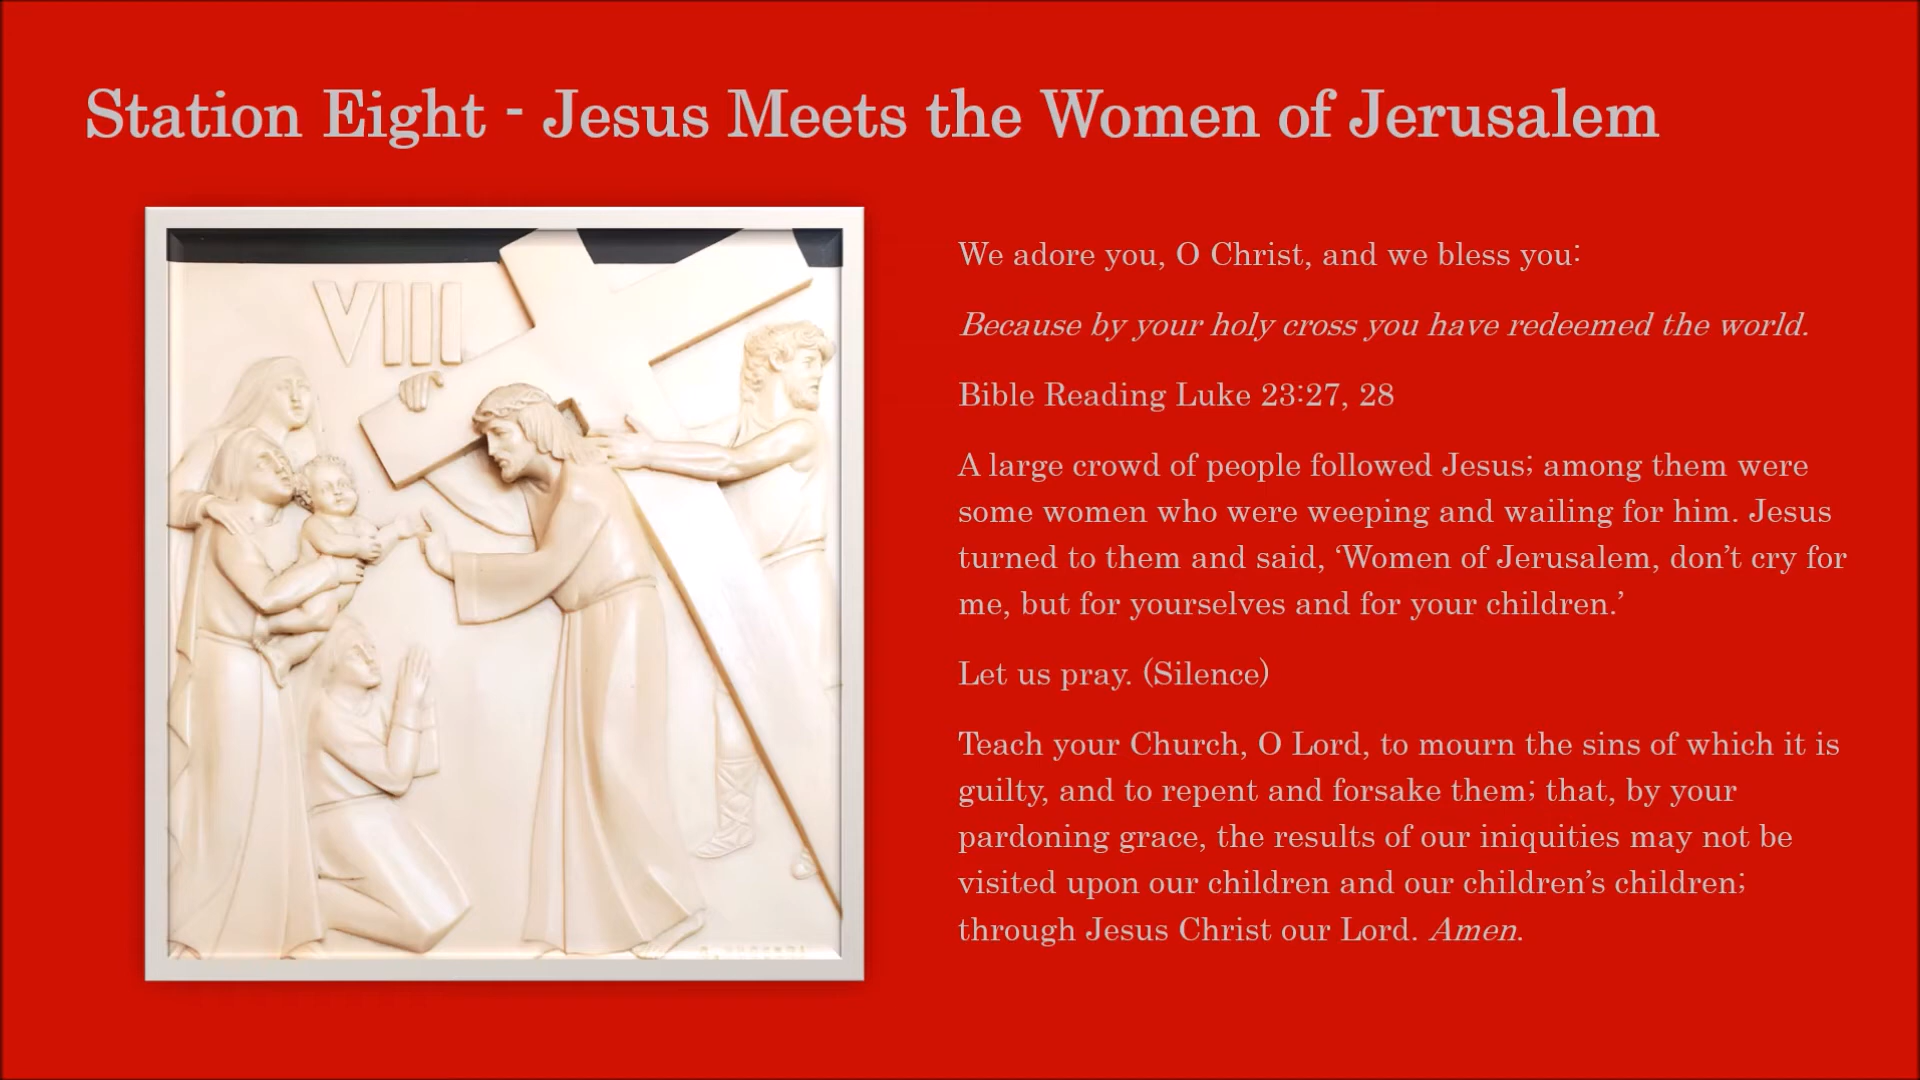 Station Eight - Jesus Meets the Women of Jerusalem
VIII
We adore you, O Christ, and we bless you:
Because by your holy cross you have redeemed the world.
Bible Reading Luke 23:27, 28
A large crowd of people followed Jesus; among them were
some women who were weeping and wailing for him. Jesus
turned to them and said, ‘Women of Jerusalem, don’t cry for
me, but for yourselves and for your children.’
Let us pray. (Silence)
Teach your Church, O Lord, to mourn the sins of which it is
guilty, and to repent and forsake them; that, by your
pardoning grace, the results of our iniquities may not be
visited upon our children and our children’s children;
through Jesus Christ our Lord. Amen.